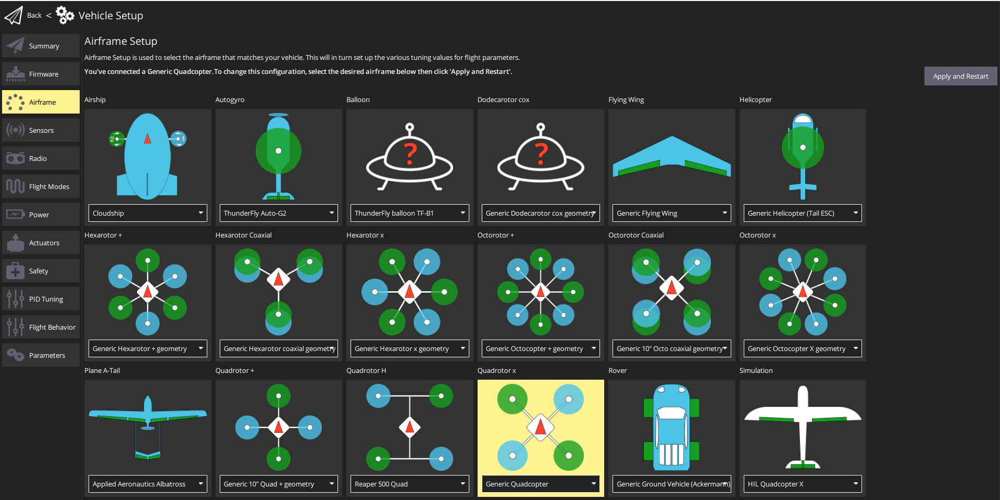 Back < Vehicle Setup
Summary
Firmware
Airframe
Sensors
Radio
Flight Modes
Power
Actuators
Safety
PID Tuning
Flight Behavior
Parameters
Airframe Setup
Airframe Setup is used to select the airframe that matches your vehicle. This will in turn set up the various tuning values for flight parameters.
You've connected a Generic Quadcopter.To change this configuration, select the desired airframe below then click 'Apply and Restart'.
Apply and Restart
Airship
2 1
Cloudship
Autogyro
ThunderFly Auto-G2
Balloon
?
ThunderFly balloon TF-B1
Dodecarotor cox
?
Generic Dodecarotor cox geometry
Flying Wing
Generic Flying Wing
Helicopter
Generic Helicopter (Tail ESC)
Hexarotor +
Generic Hexarotor + geometry
Hexarotor Coaxial
Generic Hexarotor coaxial geometry
Hexarotor x
Generic Hexarotor x geometry
Octorotor +
Generic Octocopter + geometry
Octorotor Coaxial
Generic 10" Octo coaxial geometry
Octorotor x
Generic Octocopter X geometry
Plane A-Tail
Applied Aeronautics Albatross
Quadrotor +
Generic 10" Quad + geometry
Quadrotor H
Reaper 500 Quad
Quadrotor x
Generic Quadcopter
Rover
Generic Ground Vehicle (Ackermann)
Simulation
HIL Quadcopter X